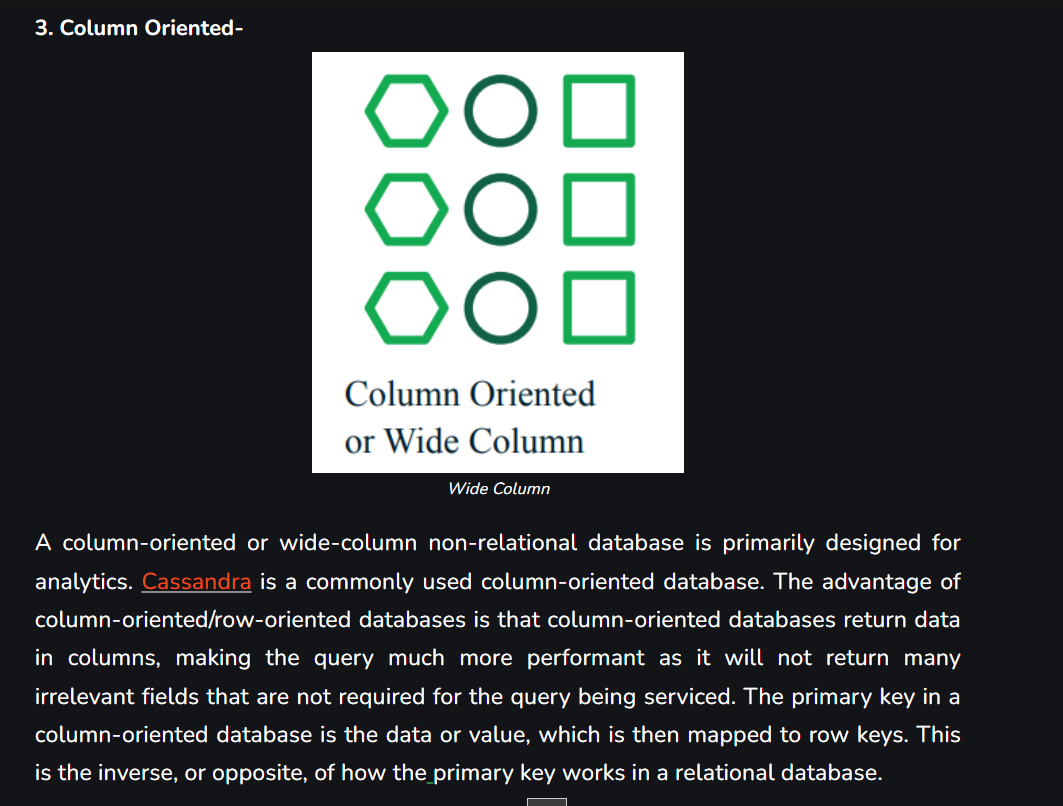 3. Column Oriented-
Column Oriented
or Wide Column
Wide Column
A column-oriented or wide-column non-relational database is primarily designed for
analytics. Cassandra is a commonly used column-oriented database. The advantage of
column-oriented/row-oriented databases is that column-oriented databases return data
in columns, making the query much more performant as it will not return many
irrelevant fields that are not required for the query being serviced. The primary key in a
column-oriented database is the data or value, which is then mapped to row keys. This
is the inverse, or opposite, of how the primary key works in a relational database.